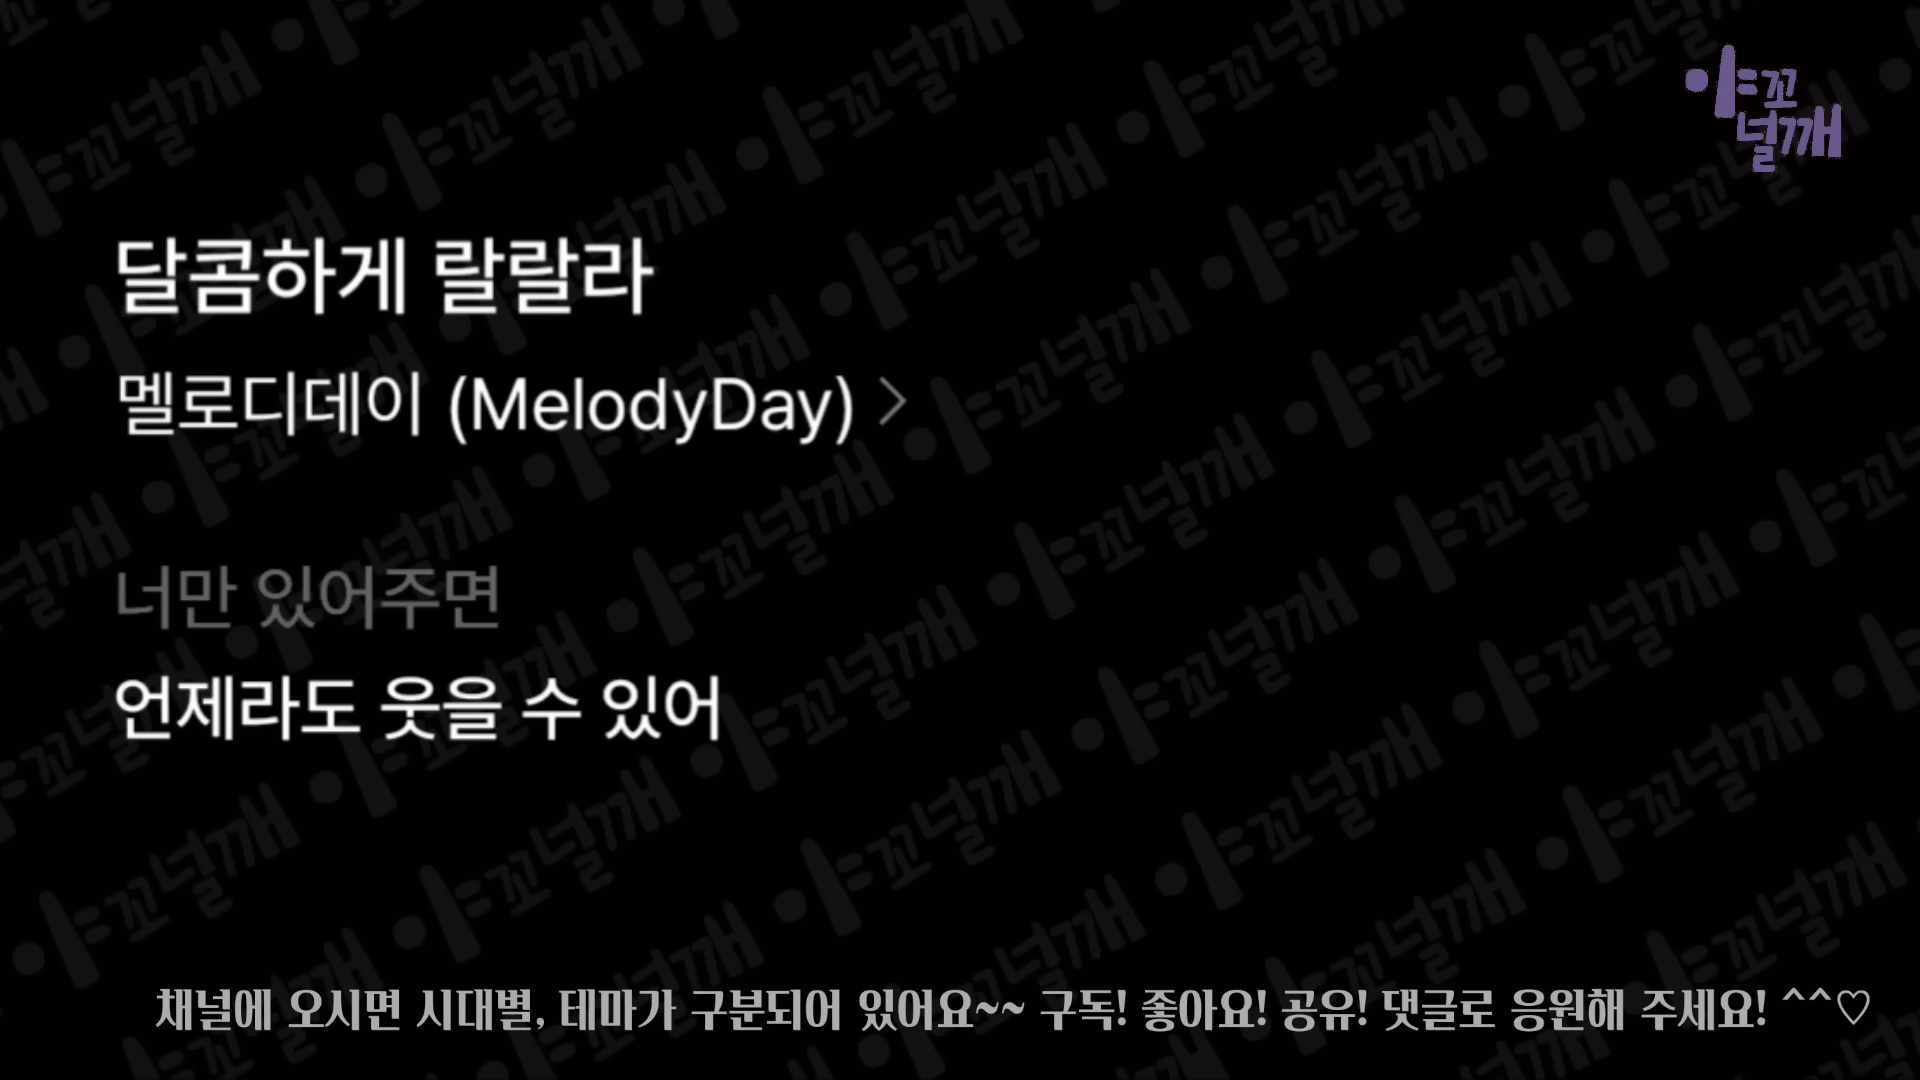 야꼬
널깨
달콤하게 랄랄라
멜로디데이 (MelodyDay) >
너만 있어주면
언제라도 웃을 수 있어
채널에 오시면 시대별, 테마가 구분되어 있어요~~ 구독! 좋아요! 공유! 댓글로 응원해 주세요! ^^♡